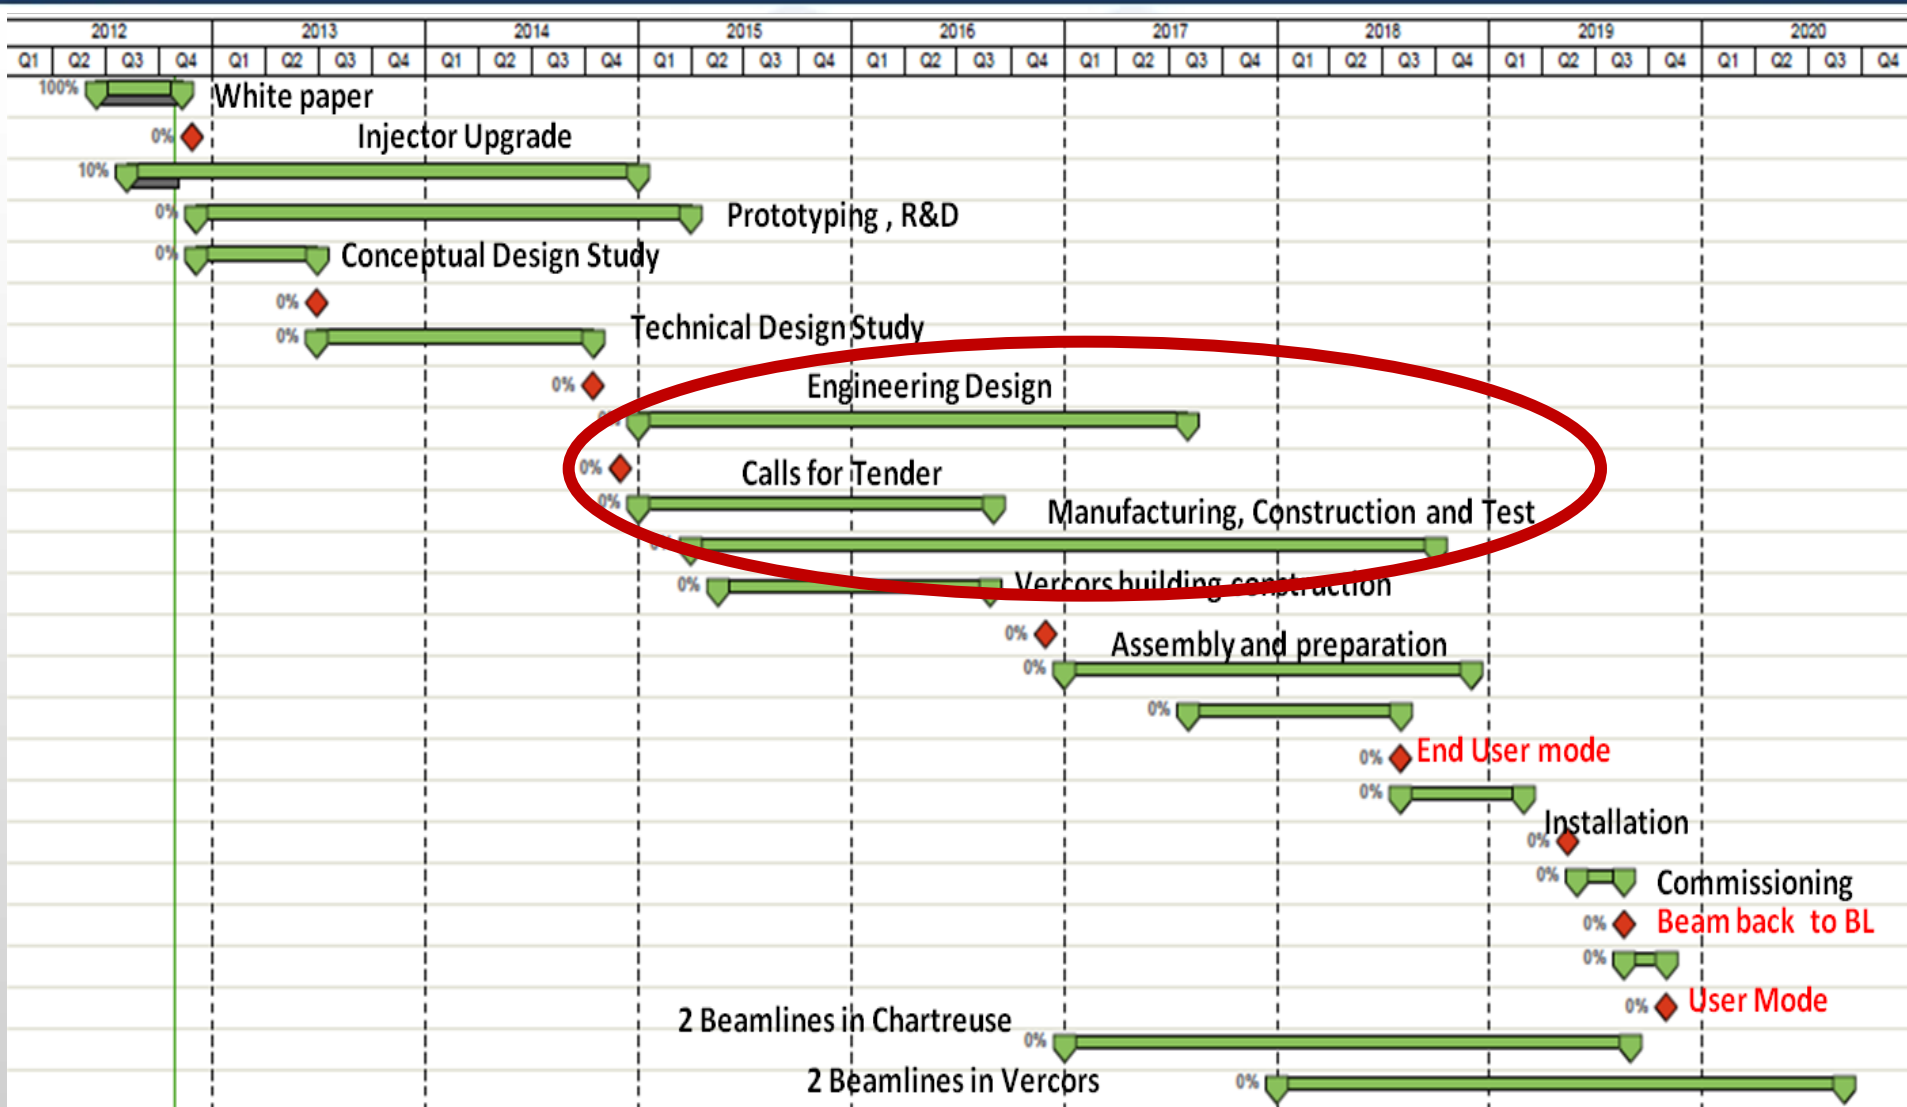 2012 2013 2014 2015 2016 2017 2018 2019 2020
Q1 Q2 Q3 Q4 Q1 Q2 Q3 Q4 Q1 Q2 Q3 Q4 Q1 Q2 Q3 Q4 Q1 Q2 Q3 Q4 Q1 Q2 Q3 Q4 Q1 Q2 Q3 Q4 Q1 Q2 Q3 Q4 Q1 Q2 Q3 Q4
100% White paper
0% Injector Upgrade
10%
0% Prototyping , R&D
0% Conceptual Design Study
0%
0% Technical Design Study
0% Engineering Design
0% Calls for Tender
0% Manufacturing, Construction and Test
0% Vercors building construction
0% Assembly and preparation
0%
0%
0% End User mode
0%
Installation
0%
0% Commissioning
0% Beam back to BL
0%
0% User Mode
2 Beamlines in Chartreuse 0%
2 Beamlines in Vercors 0%